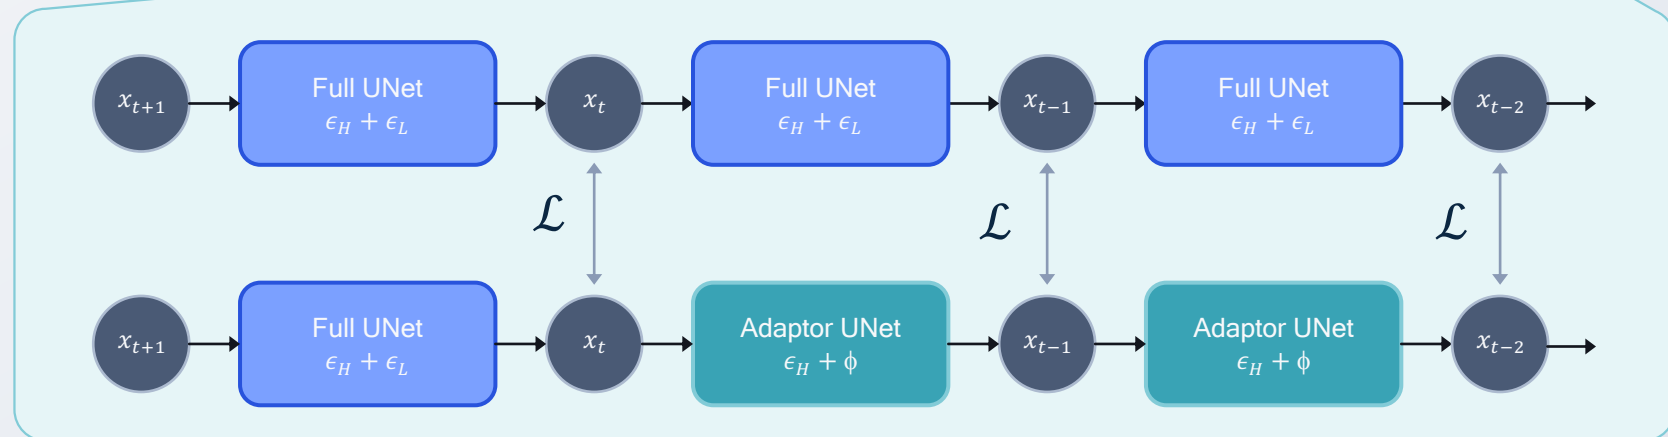 x_{t+1}
Full UNet
ϵ_H + ϵ_L
x_t
Full UNet
ϵ_H + ϵ_L
x_{t−1}
Full UNet
ϵ_H + ϵ_L
x_{t−2}
ℒ
ℒ
ℒ
x_{t+1}
Full UNet
ϵ_H + ϵ_L
x_t
Adaptor UNet
ϵ_H + ϕ
x_{t−1}
Adaptor UNet
ϵ_H + ϕ
x_{t−2}